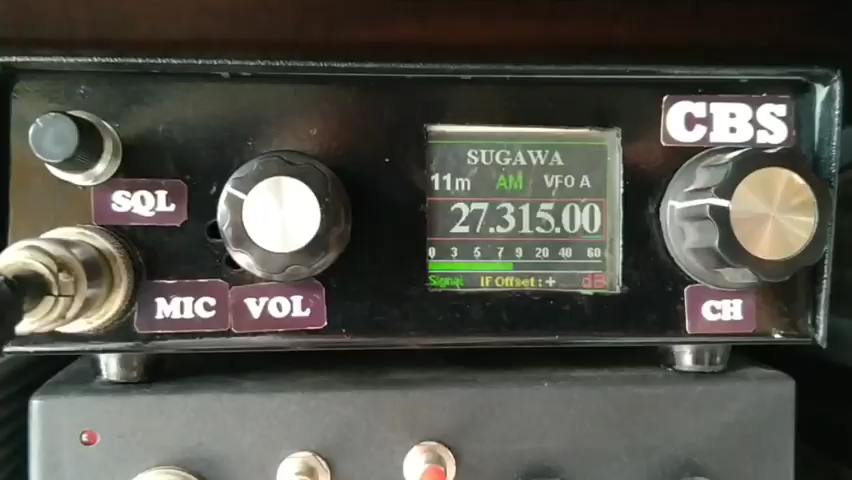 CBS
SUGAWA
11m AM VFO A
SQL
27.315.00
0 3 5 7 9 20 40 60
Signal IF Offset : + dB
MIC
VOL
CH